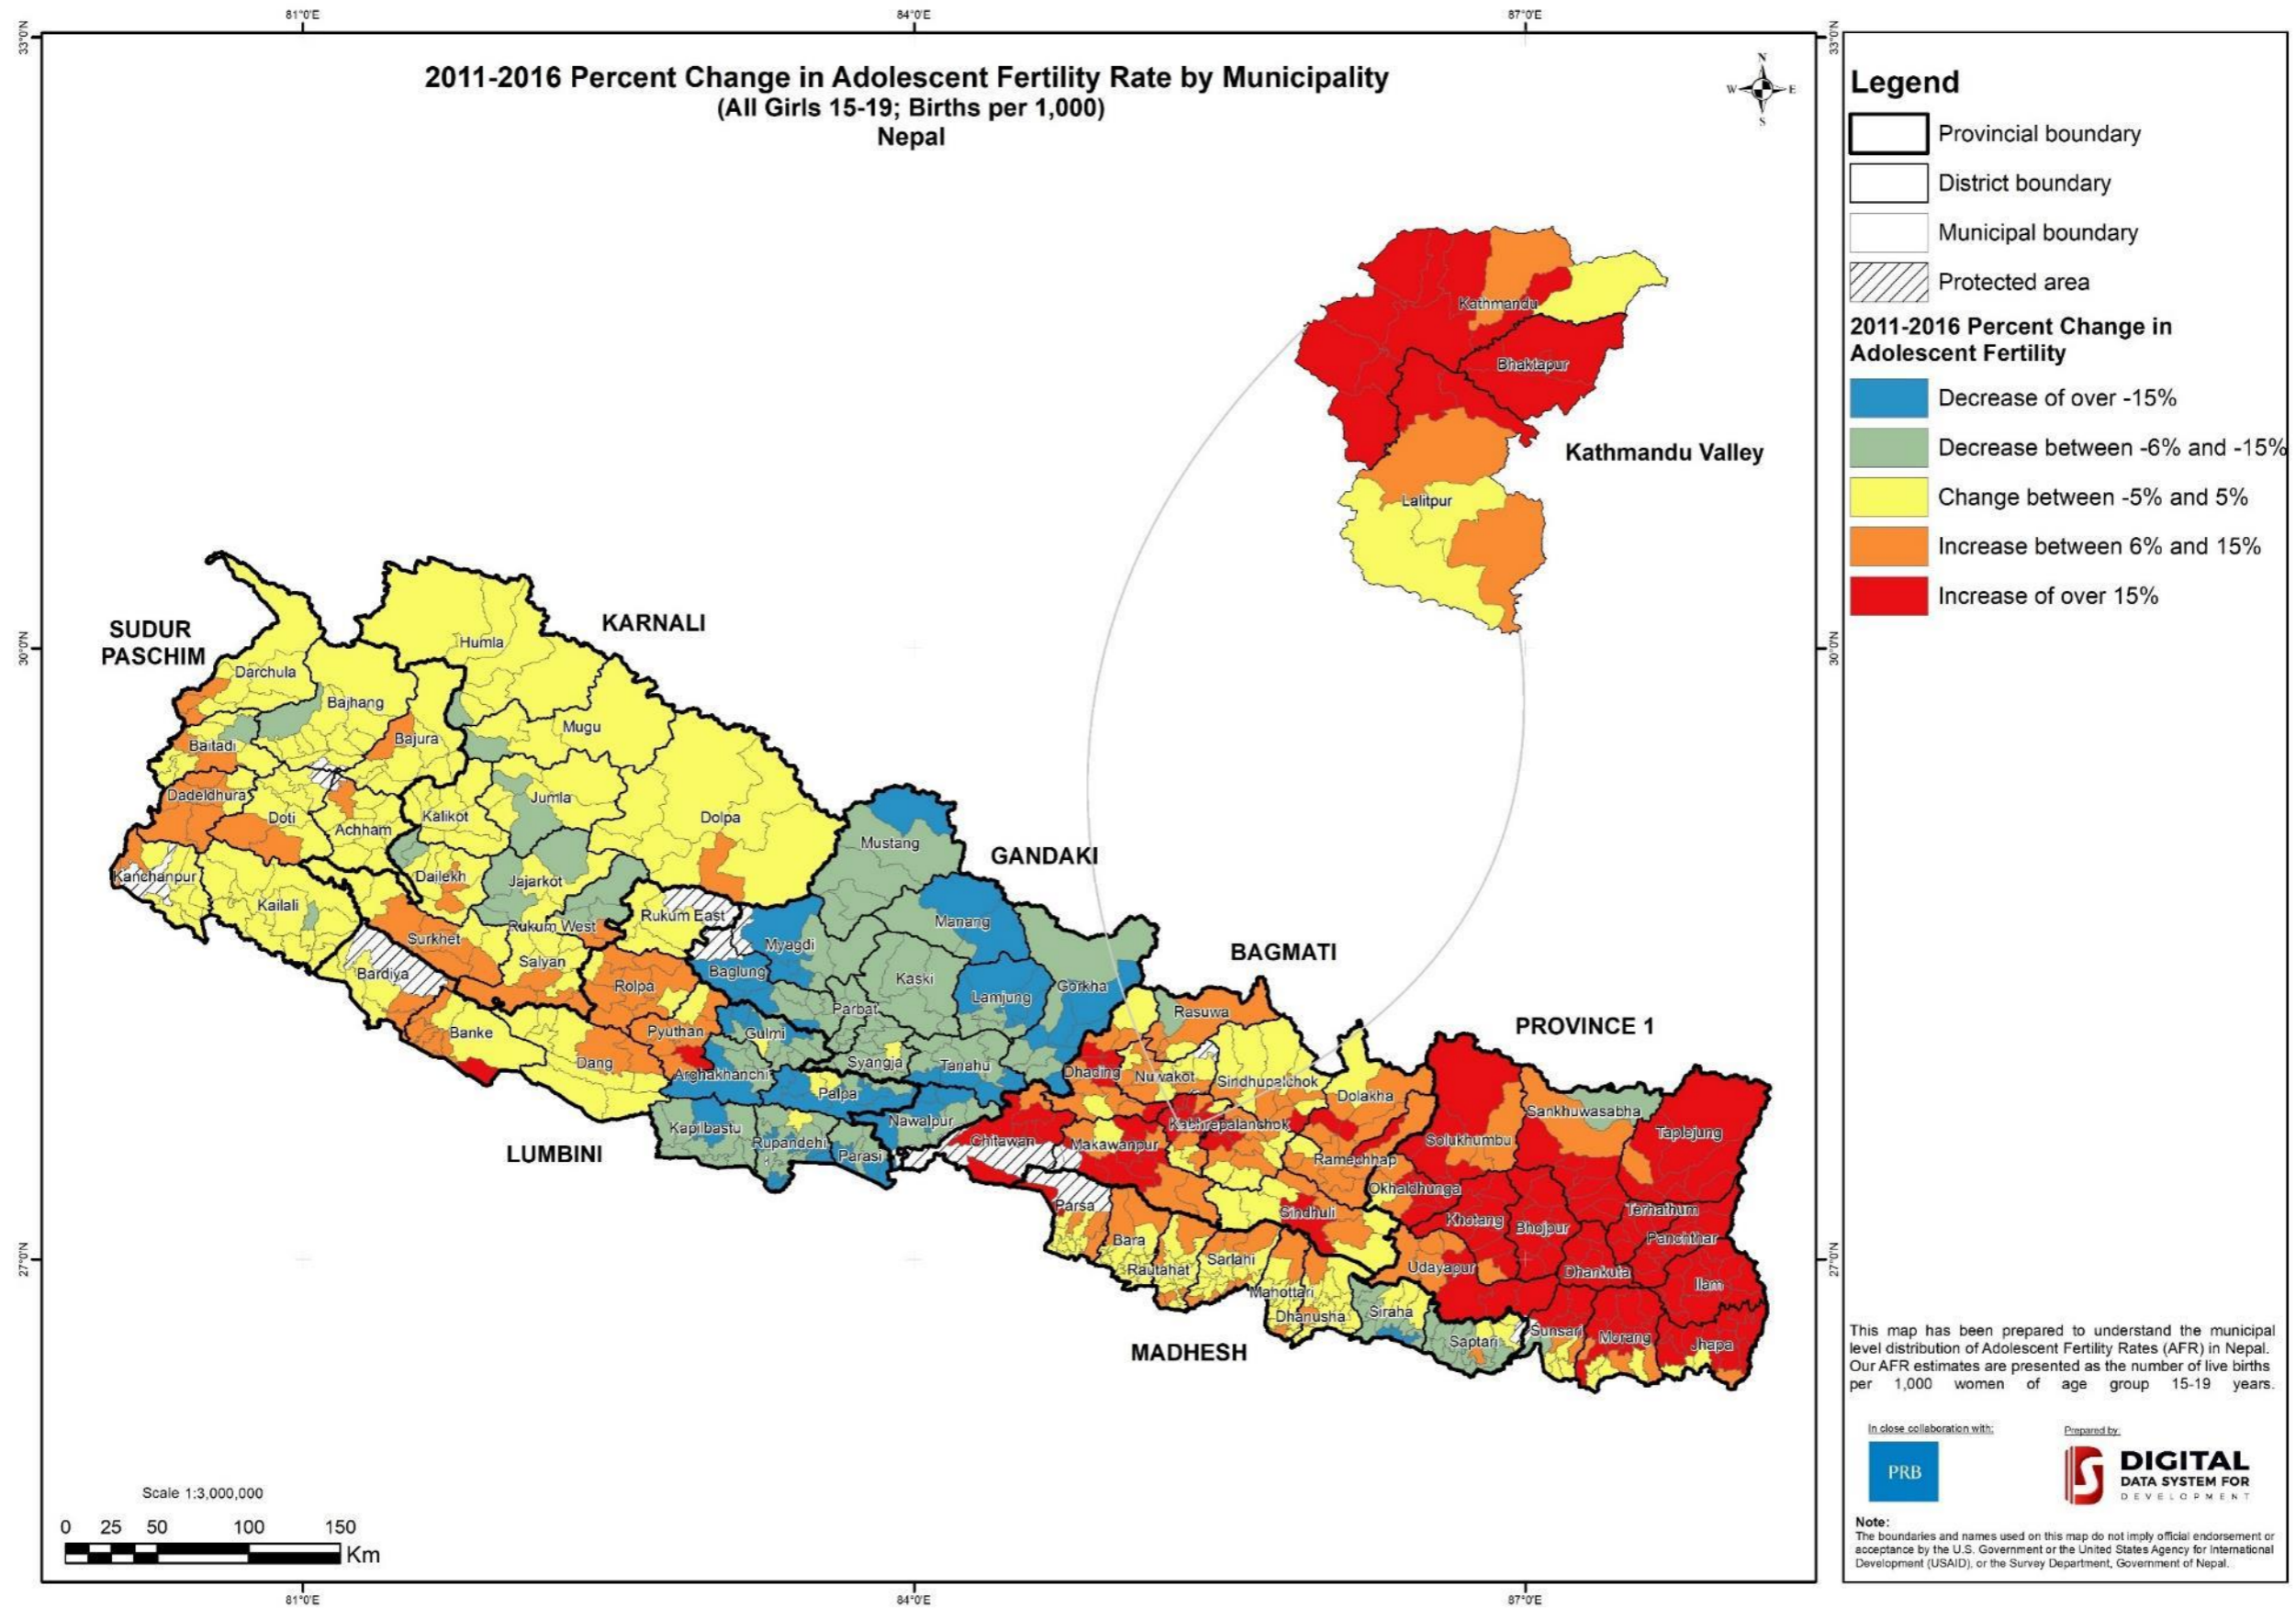 81°0'E
84°0'E
87°0'E
33°0'N
33°0'N
2011-2016 Percent Change in Adolescent Fertility Rate by Municipality
(All Girls 15-19; Births per 1,000)
Nepal
N
W
E
S
Legend
Provincial boundary
District boundary
Municipal boundary
Protected area
2011-2016 Percent Change in
Adolescent Fertility
Decrease of over -15%
Decrease between -6% and -15%
Change between -5% and 5%
Increase between 6% and 15%
Increase of over 15%
Kathmandu
Bhaktapur
Kathmandu Valley
Lalitpur
30°0'N
30°0'N
SUDUR
PASCHIM
KARNALI
Humla
Darchula
Bajhang
Mugu
Baitadi
Bajura
Dadeldhura
Jumla
Doti
Achham
Kalikot
Dolpa
Mustang
GANDAKI
Kanchanpur
Dailekh
Jajarkot
Kailali
Rukum East
Manang
Rukum West
Surkhet
Myagdi
BAGMATI
Salyan
Bardiya
Baglung
Kaski
Rolpa
Gorkha
Lamjung
Parbat
Rasuwa
PROVINCE 1
Banke
Pyuthan
Gulmi
Dang
Syangja
Tanahu
Arghakhanchi
Dhading
Nuwakot
Sindhupalchok
Palpa
Dolakha
Sankhuwasabha
Nawalpur
Kapilbastu
Kabhrepalanchok
Taplejung
Rupandehi
Chitawan
Makawanpur
Solukhumbu
LUMBINI
Parasi
Ramechhap
Okhaldhunga
Parsa
Sindhuli
Terhathum
Khotang
Bhojpur
Panchthar
Bara
27°0'N
27°0'N
Rautahat
Sarlahi
Udayapur
Dhankuta
Ilam
Mahottari
Dhanusha
Siraha
Saptari
Sunsari
Morang
Jhapa
MADHESH
This map has been prepared to understand the municipal
level distribution of Adolescent Fertility Rates (AFR) in Nepal.
Our AFR estimates are presented as the number of live births
per 1,000 women of age group 15-19 years.
In close collaboration with:
Prepared by:
PRB
DIGITAL
DATA SYSTEM FOR
DEVELOPMENT
Scale 1:3,000,000
0 25 50 100 150
Km
Note:
The boundaries and names used on this map do not imply official endorsement or
acceptance by the U.S. Government or the United States Agency for International
Development (USAID), or the Survey Department, Government of Nepal.
81°0'E
84°0'E
87°0'E